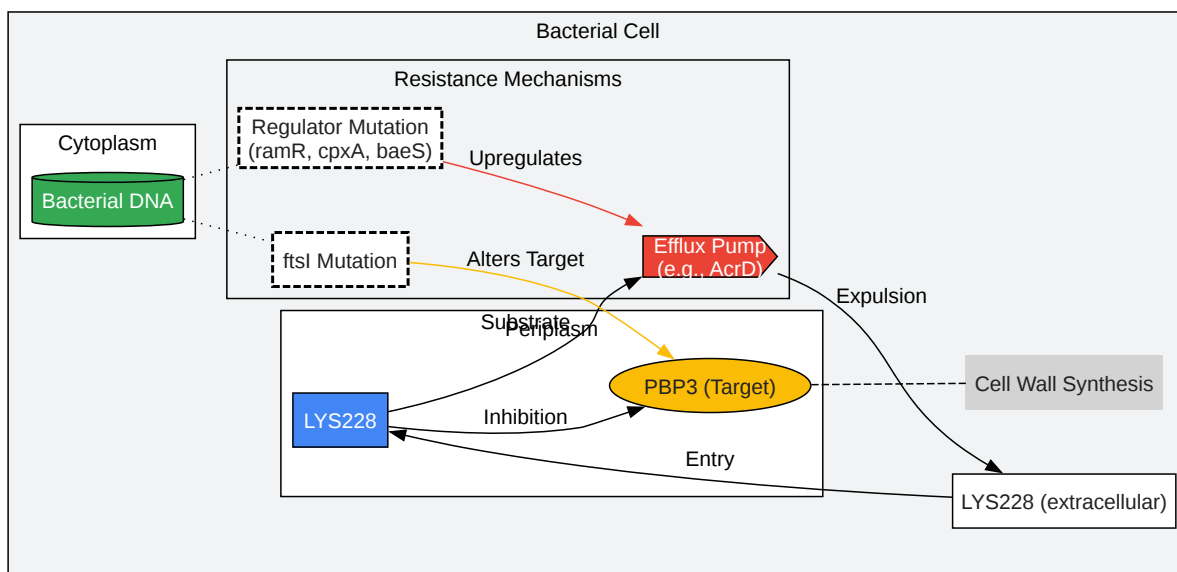 Bacterial Cell
Resistance Mechanisms
Cytoplasm
Regulator Mutation
(ramR, cpxA, baeS)
Upregulates
Bacterial DNA
ftsI Mutation
Alters Target
Efflux Pump
(e.g., AcrD)
Expulsion
Substrate
Periplasm
PBP3 (Target)
Cell Wall Synthesis
LYS228
Inhibition
Entry
LYS228 (extracellular)